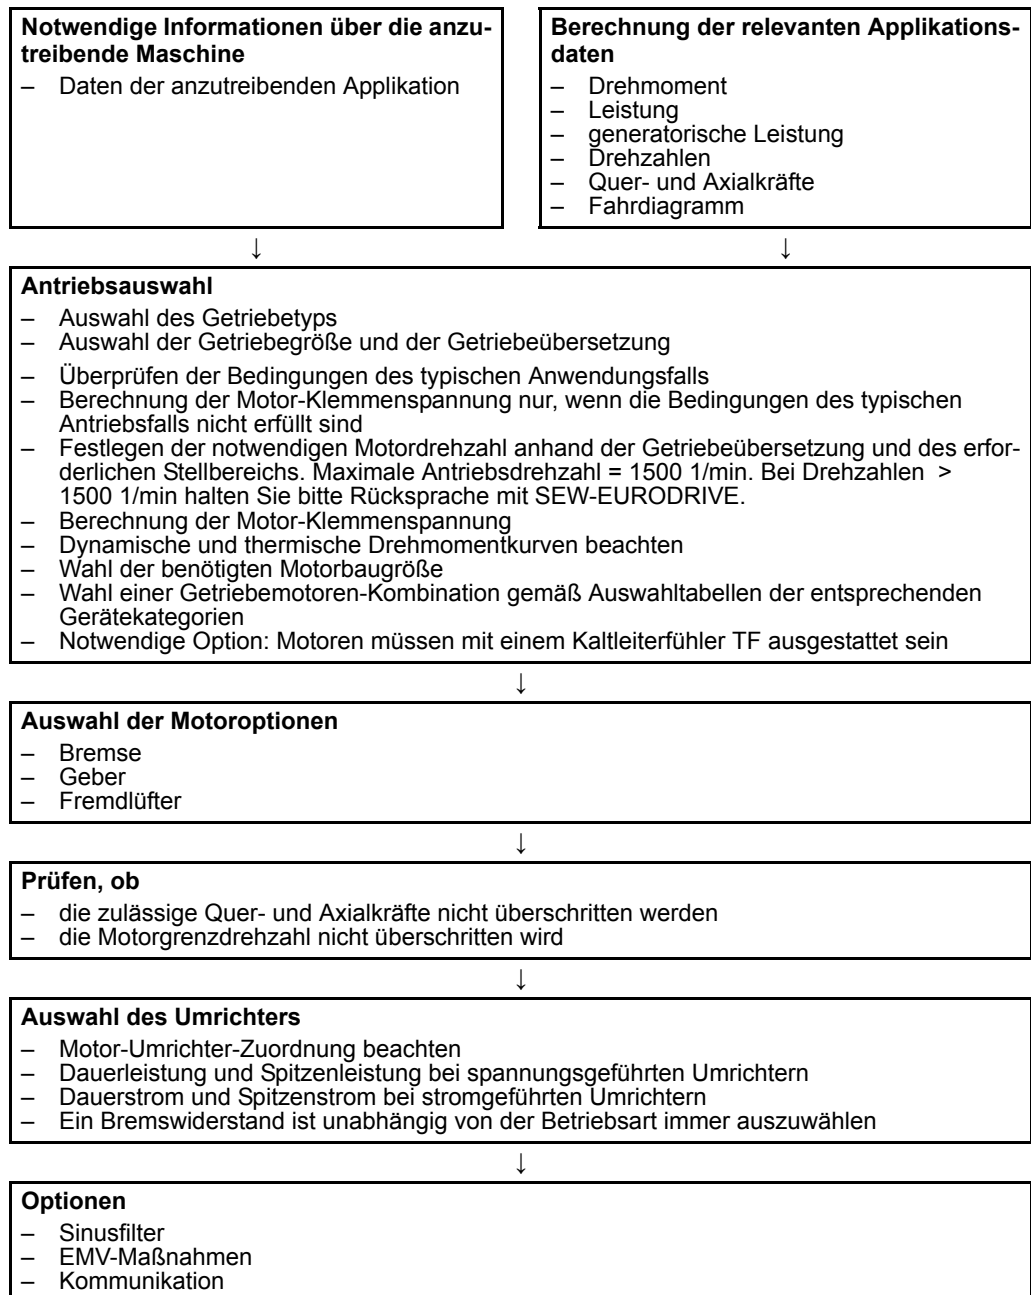 Notwendige Informationen über die anzu-
treibende Maschine
– Daten der anzutreibenden Applikation
Berechnung der relevanten Applikations-
daten
– Drehmoment
– Leistung
– generatorische Leistung
– Drehzahlen
– Quer- und Axialkräfte
– Fahrdiagramm
↓ ↓
Antriebsauswahl
– Auswahl des Getriebetyps
– Auswahl der Getriebegröße und der Getriebeübersetzung
– Überprüfen der Bedingungen des typischen Anwendungsfalls
– Berechnung der Motor-Klemmenspannung nur, wenn die Bedingungen des typischen
Antriebsfalls nicht erfüllt sind
– Festlegen der notwendigen Motordrehzahl anhand der Getriebeübersetzung und des erfor-
derlichen Stellbereichs. Maximale Antriebsdrehzahl = 1500 1/min. Bei Drehzahlen >
1500 1/min halten Sie bitte Rücksprache mit SEW-EURODRIVE.
– Berechnung der Motor-Klemmenspannung
– Dynamische und thermische Drehmomentkurven beachten
– Wahl der benötigten Motorbaugröße
– Wahl einer Getriebemotoren-Kombination gemäß Auswahltabellen der entsprechenden
Gerätekategorien
– Notwendige Option: Motoren müssen mit einem Kaltleiterfühler TF ausgestattet sein
↓
Auswahl der Motoroptionen
– Bremse
– Geber
– Fremdlüfter
↓
Prüfen, ob
– die zulässige Quer- und Axialkräfte nicht überschritten werden
– die Motorgrenzdrehzahl nicht überschritten wird
↓
Auswahl des Umrichters
– Motor-Umrichter-Zuordnung beachten
– Dauerleistung und Spitzenleistung bei spannungsgeführten Umrichtern
– Dauerstrom und Spitzenstrom bei stromgeführten Umrichtern
– Ein Bremswiderstand ist unabhängig von der Betriebsart immer auszuwählen
↓
Optionen
– Sinusfilter
– EMV-Maßnahmen
– Kommunikation